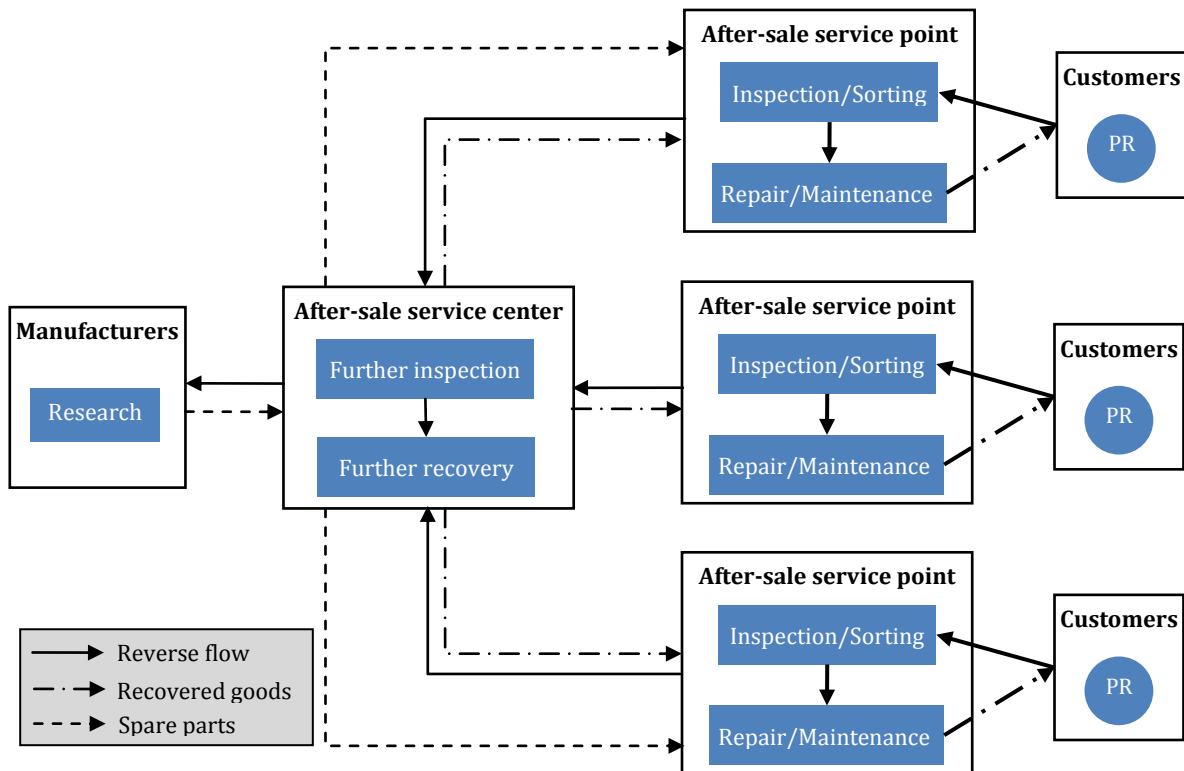 After-sale service point
Inspection/Sorting
Repair/Maintenance
Customers
PR
Manufacturers
Research
After-sale service center
Further inspection
Further recovery
After-sale service point
Inspection/Sorting
Repair/Maintenance
Customers
PR
After-sale service point
Inspection/Sorting
Repair/Maintenance
Customers
PR
Reverse flow
Recovered goods
Spare parts